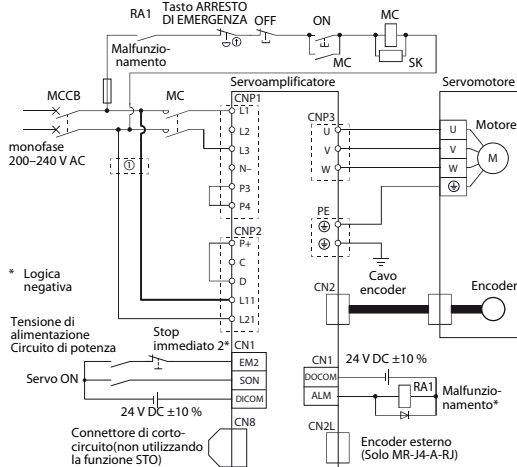 Tasto ARRESTO
DI EMERGENZA
RA1
OFF
ON
MC
①
Malfunzio-
namento
MC
SK
MCCB
MC
Servoamplificatore
Servomotore
CNP1
L1
L2
L3
N–
P3
P4
CNP3
U
V
W
U
V
W
Motore
M
monofase
200–240 V AC
①
PE
CNP2
P+
C
D
L11
L21
* Logica
negativa
Cavo
encoder
CN2
Encoder
Tensione di
alimentazione
Circuito di potenza
Stop
immediato 2*
CN1
EM2
SON
DICOM
Servo ON
24 V DC ±10 %
CN1
24 V DC ±10 %
DOCOM
ALM
RA1
Malfunzio-
namento*
Connettore di corto-
circuito(non utilizzando
la funzione STO)
CN8
CN2L
Encoder esterno
(Solo MR-J4-A-RJ)